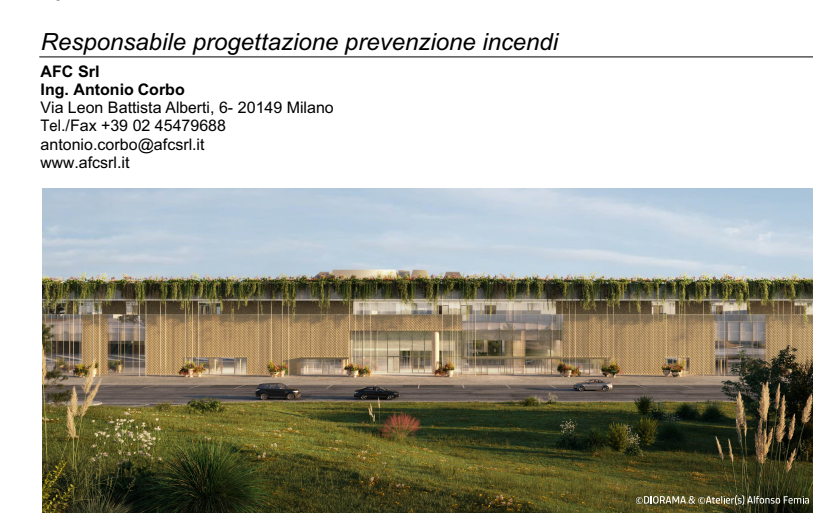 Responsabile progettazione prevenzione incendi
AFC Srl
Ing. Antonio Corbo
Via Leon Battista Alberti, 6- 20149 Milano
Tel./Fax +39 02 45479688
antonio.corbo@afcsrl.it
www.afcsrl.it
©DIORAMA & ©Atelier(s) Alfonso Femia